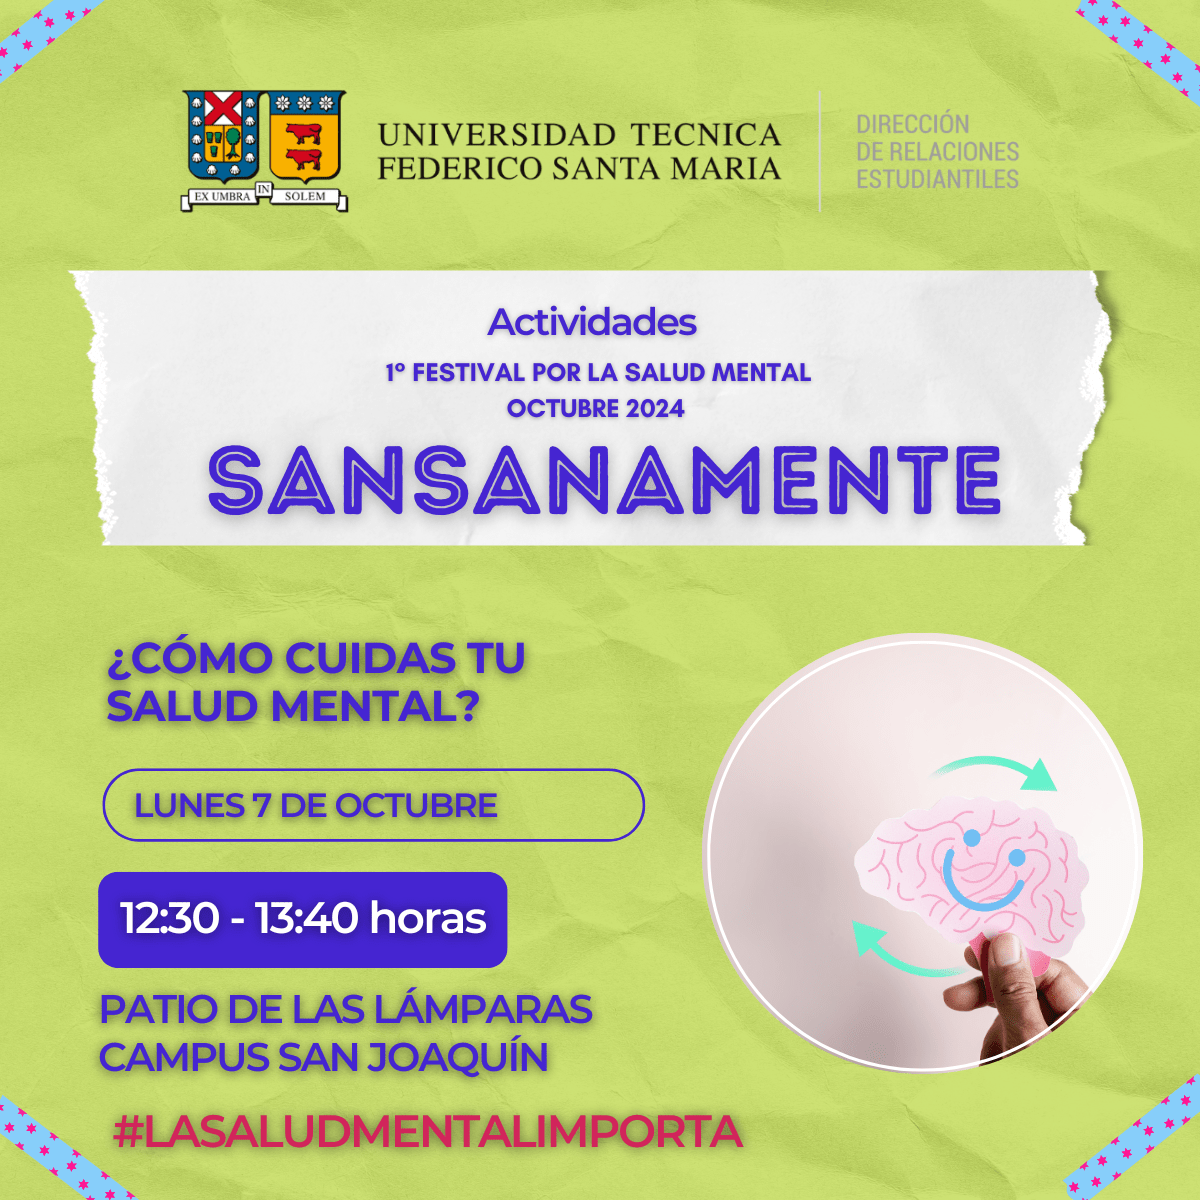 EX UMBRA IN SOLEM
UNIVERSIDAD TECNICA
FEDERICO SANTA MARIA
DIRECCIÓN
DE RELACIONES
ESTUDIANTILES
Actividades
1º FESTIVAL POR LA SALUD MENTAL
OCTUBRE 2024
SANSANAMENTE
¿CÓMO CUIDAS TU
SALUD MENTAL?
LUNES 7 DE OCTUBRE
12:30 - 13:40 horas
PATIO DE LAS LÁMPARAS
CAMPUS SAN JOAQUÍN
#LASALUDMENTALIMPORTA